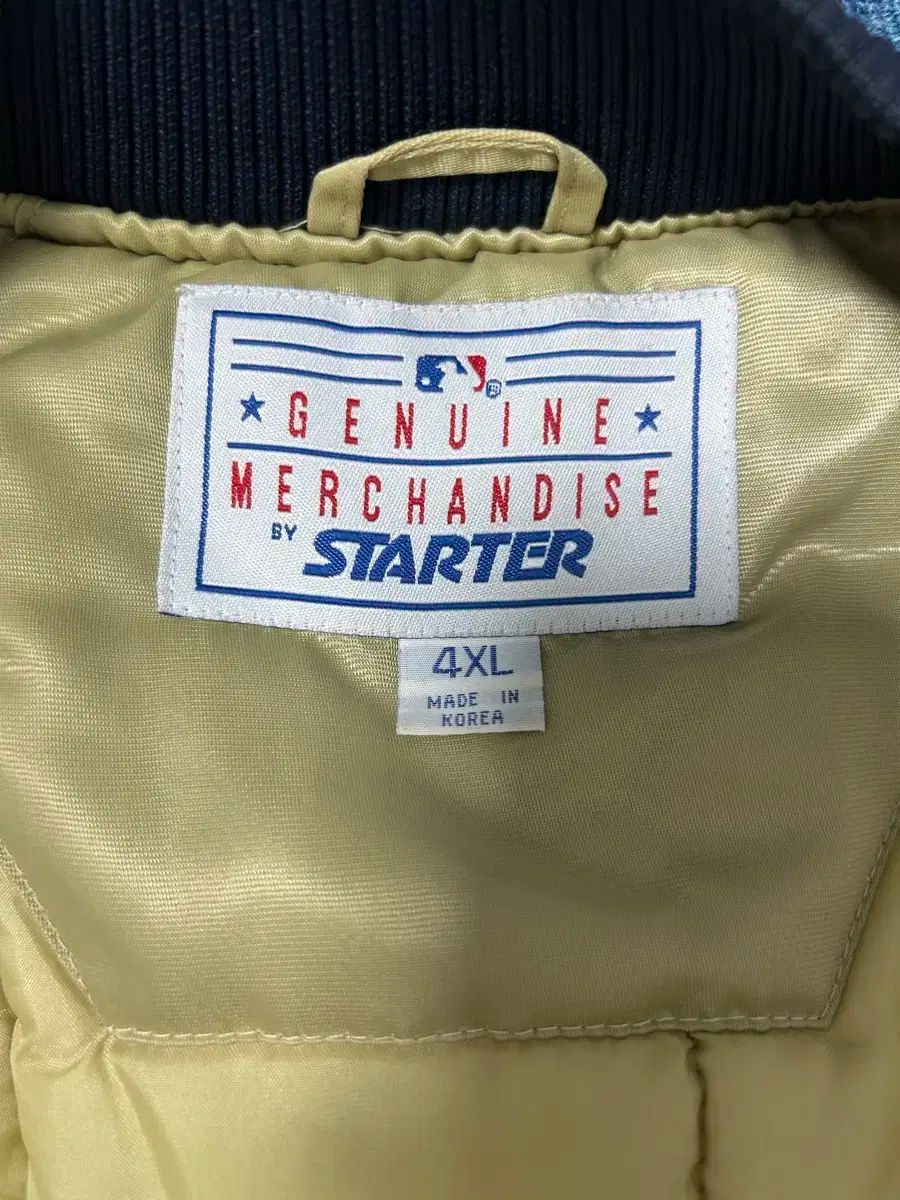 GENUINE
MERCHANDISE
BY STARTER
4XL
MADE IN
KOREA